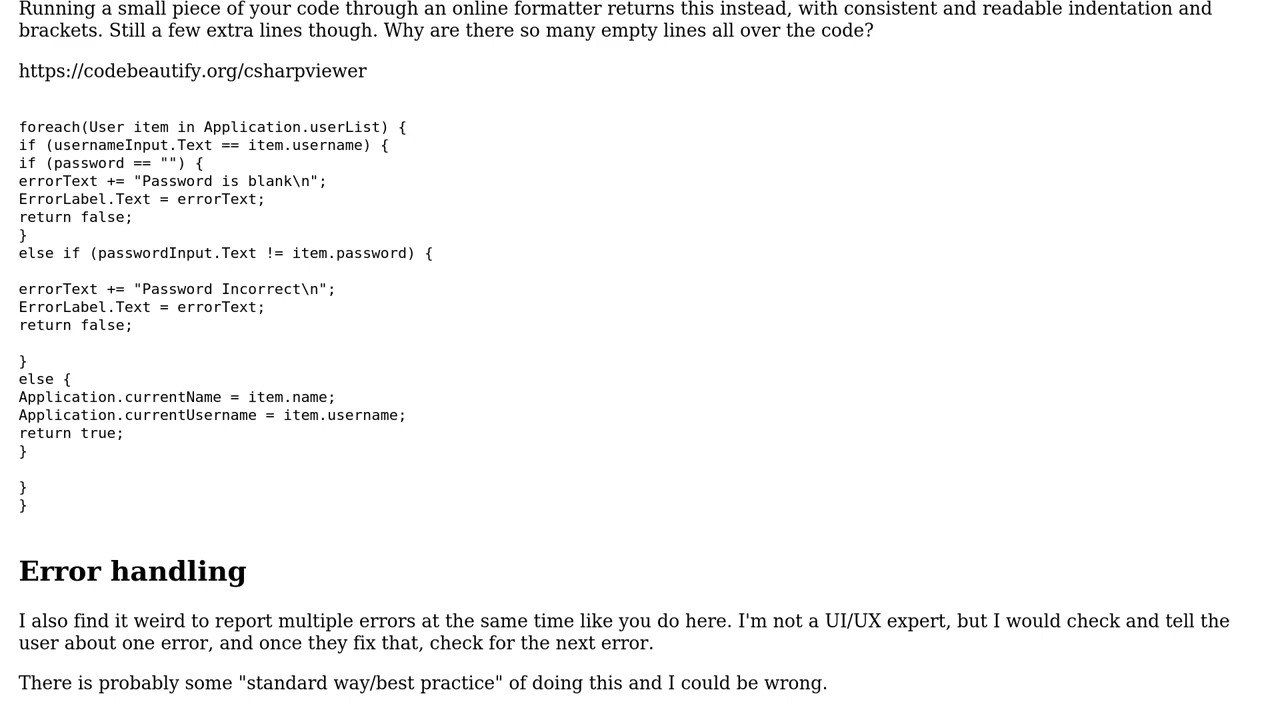 Running a small piece of your code through an online formatter returns this instead, with consistent and readable indentation and
brackets. Still a few extra lines though. Why are there so many empty lines all over the code?
https://codebeautify.org/csharpviewer
foreach(User item in Application.userList) {
if (usernameInput.Text == item.username) {
if (password == "") {
errorText += "Password is blank\n";
ErrorLabel.Text = errorText;
return false;
}
else if (passwordInput.Text != item.password) {
errorText += "Password Incorrect\n";
ErrorLabel.Text = errorText;
return false;
}
else {
Application.currentName = item.name;
Application.currentUsername = item.username;
return true;
}
}
}
Error handling
I also find it weird to report multiple errors at the same time like you do here. I'm not a UI/UX expert, but I would check and tell the
user about one error, and once they fix that, check for the next error.
There is probably some "standard way/best practice" of doing this and I could be wrong.